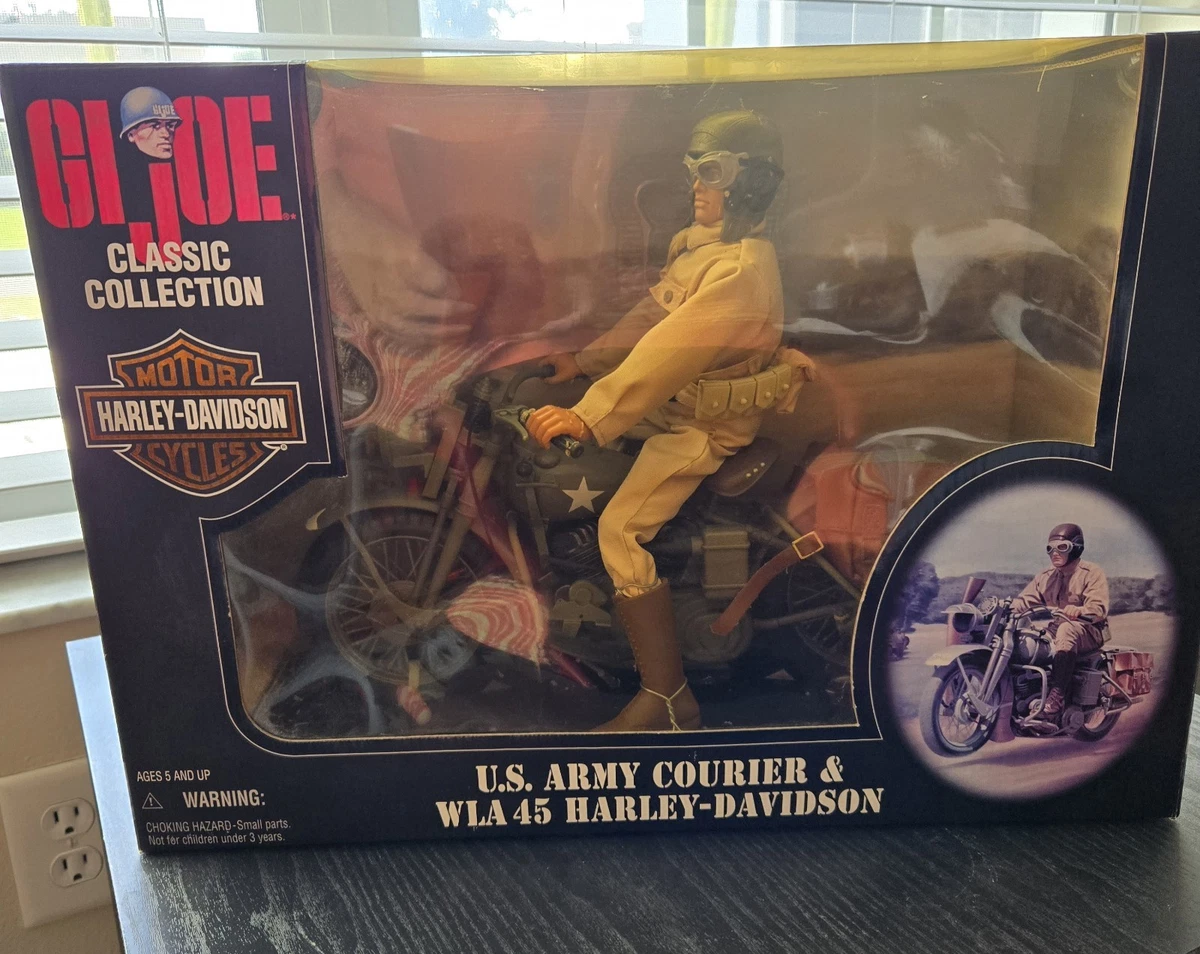 GI JOE
CLASSIC
COLLECTION
MOTOR
HARLEY-DAVIDSON
CYCLES
AGES 5 AND UP
WARNING:
CHOKING HAZARD-Small parts.
Not for children under 3 years.
U.S. ARMY COURIER &
WLA 45 HARLEY-DAVIDSON